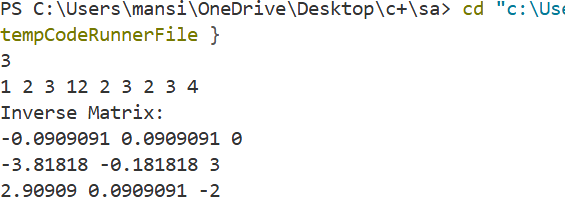 PS C:\Users\mansi\OneDrive\Desktop\c+\sa> cd "c:\Use
tempCodeRunnerFile }
3
1 2 3 12 2 3 2 3 4
Inverse Matrix:
-0.0909091 0.0909091 0
-3.81818 -0.181818 3
2.90909 0.0909091 -2